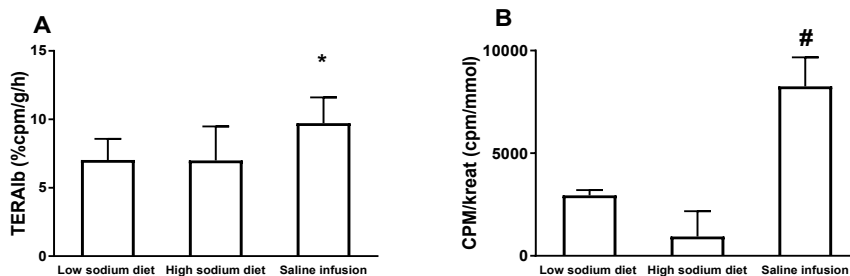 A
TERAlb (%cpm/g/h)
15
*
10
5
0
Low sodium diet High sodium diet Saline infusion
B
CPM/kreat (cpm/mmol)
10000
#
5000
0
Low sodium diet High sodium diet Saline infusion